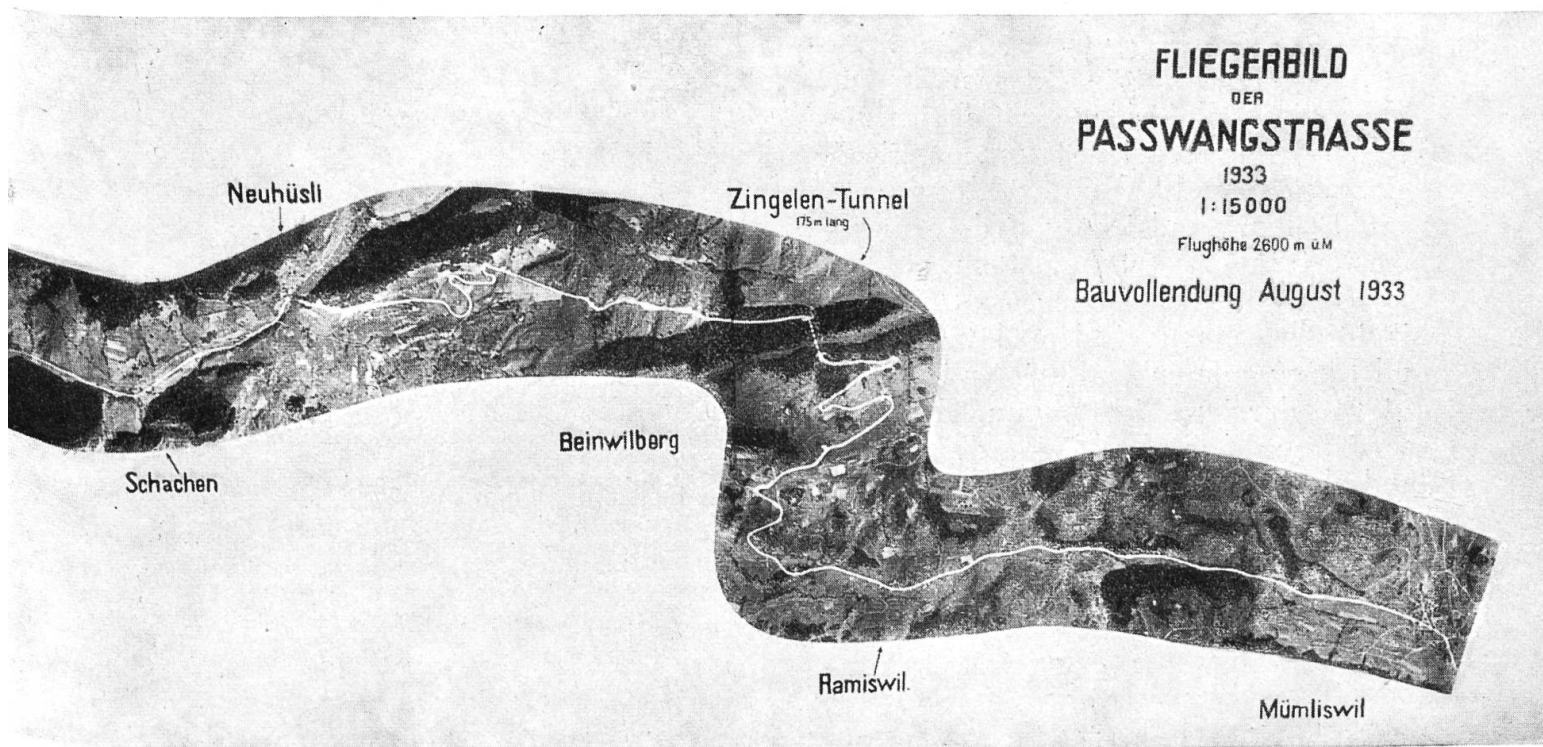 FLIEGERBILD
DER
PASSWANGSTRASSE
1933
1:15000
Flughöhe 2600 m ü.M
Bauvollendung August 1933
Neuhüsli
Zingelen-Tunnel
175 m lang
Beinwilberg
Schachen
Ramiswil.
Mümliswil